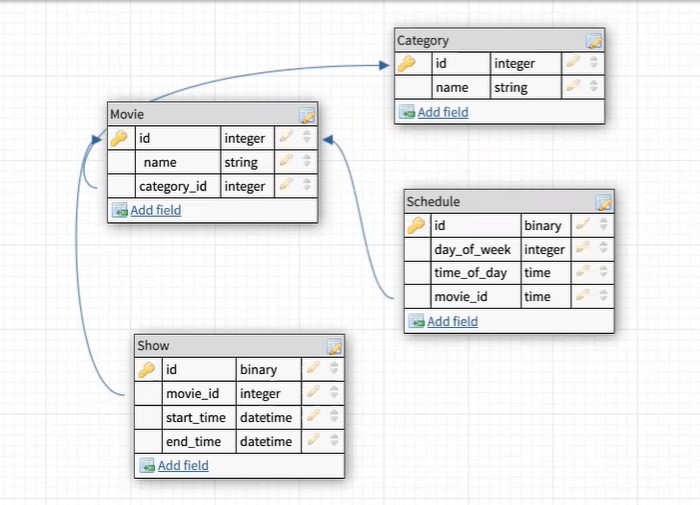 Category
id integer
name string
Add field
Movie
id integer
name string
category_id integer
Add field
Schedule
id binary
day_of_week integer
time_of_day time
movie_id time
Add field
Show
id binary
movie_id integer
start_time datetime
end_time datetime
Add field